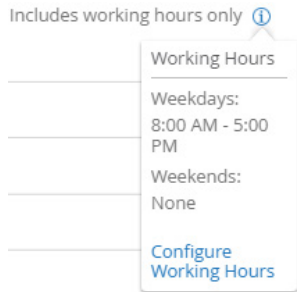 Includes working hours only
Working Hours
Weekdays:
8:00 AM - 5:00
PM
Weekends:
None
Configure
Working Hours